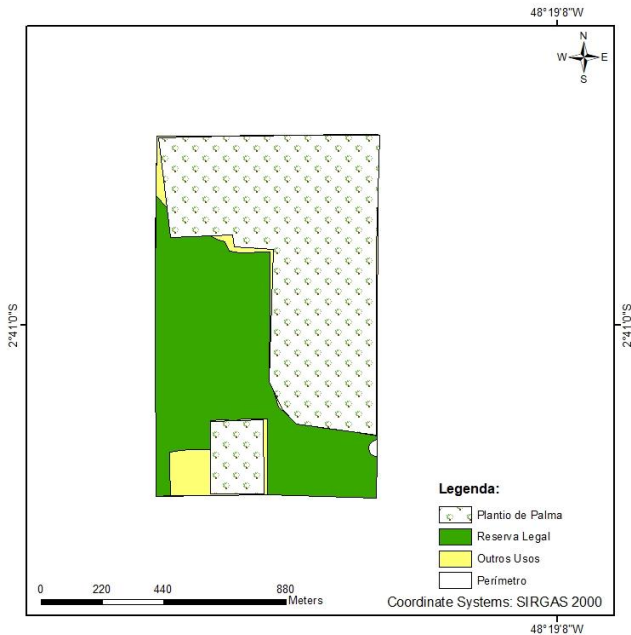 48°19'8"W
N
W E
S
2°41'0"S
2°41'0"S
Legenda:
Plantio de Palma
Reserva Legal
Outros Usos
Perímetro
0 220 440 880
Meters
Coordinate Systems: SIRGAS 2000
48°19'8"W